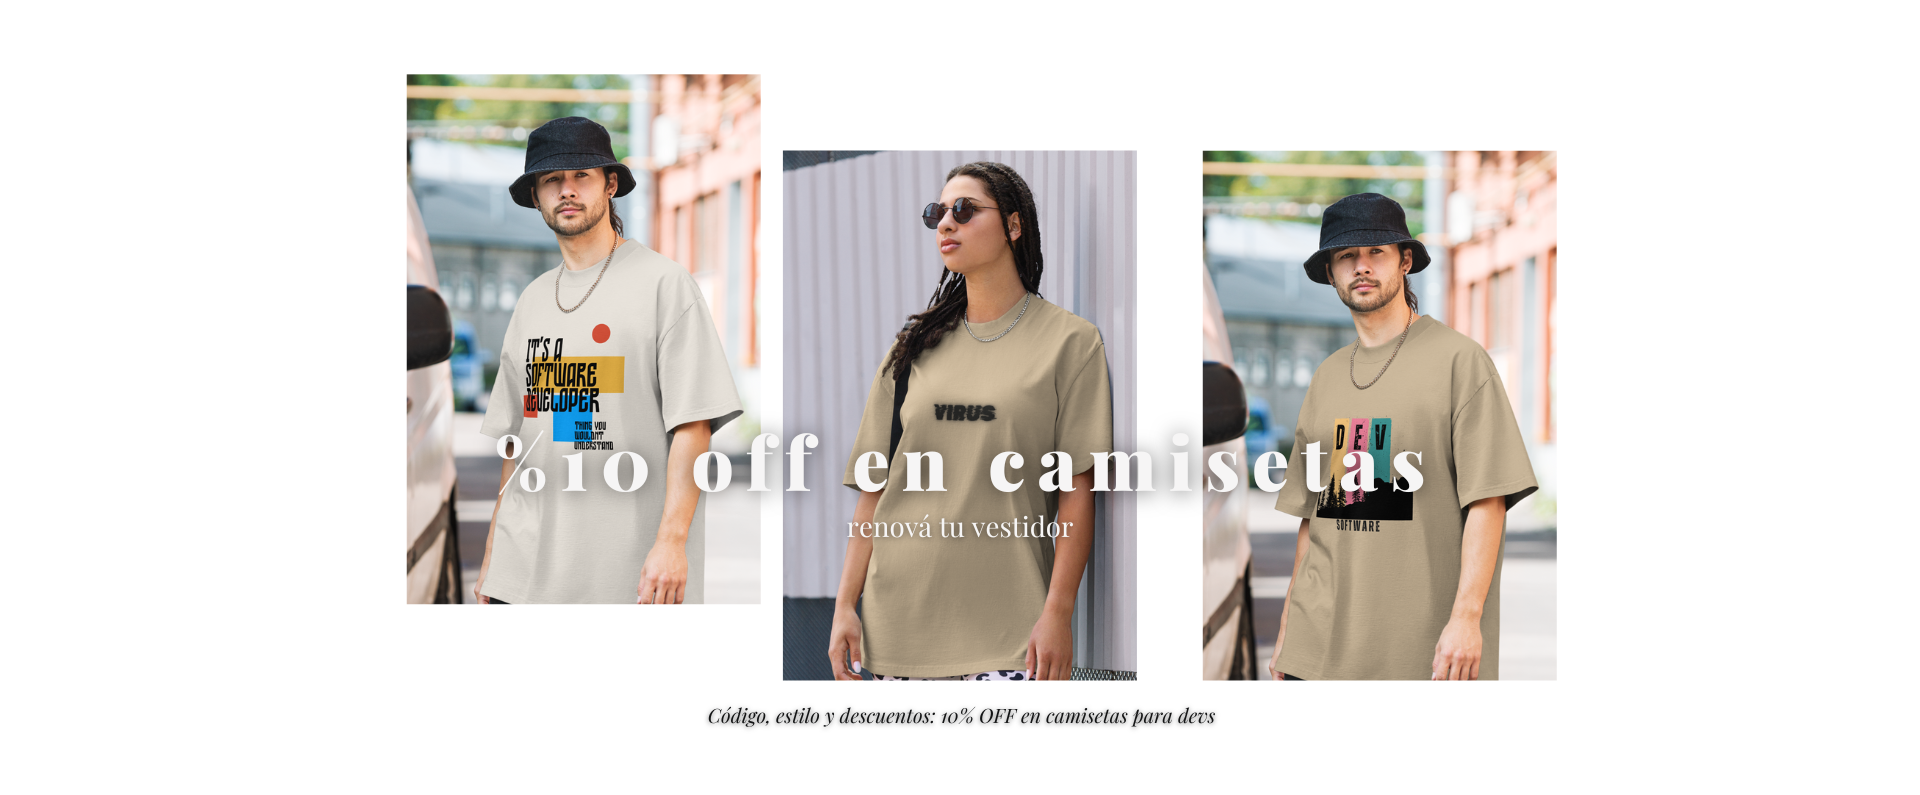 IT'S A
SOFTWARE
DEVELOPER
THING YOU
WOULDNT
UNDERSTAND
VIRUS
DEV
SOFTWARE
%10 off en camisetas
renová tu vestidor
Código, estilo y descuentos: 10% OFF en camisetas para devs